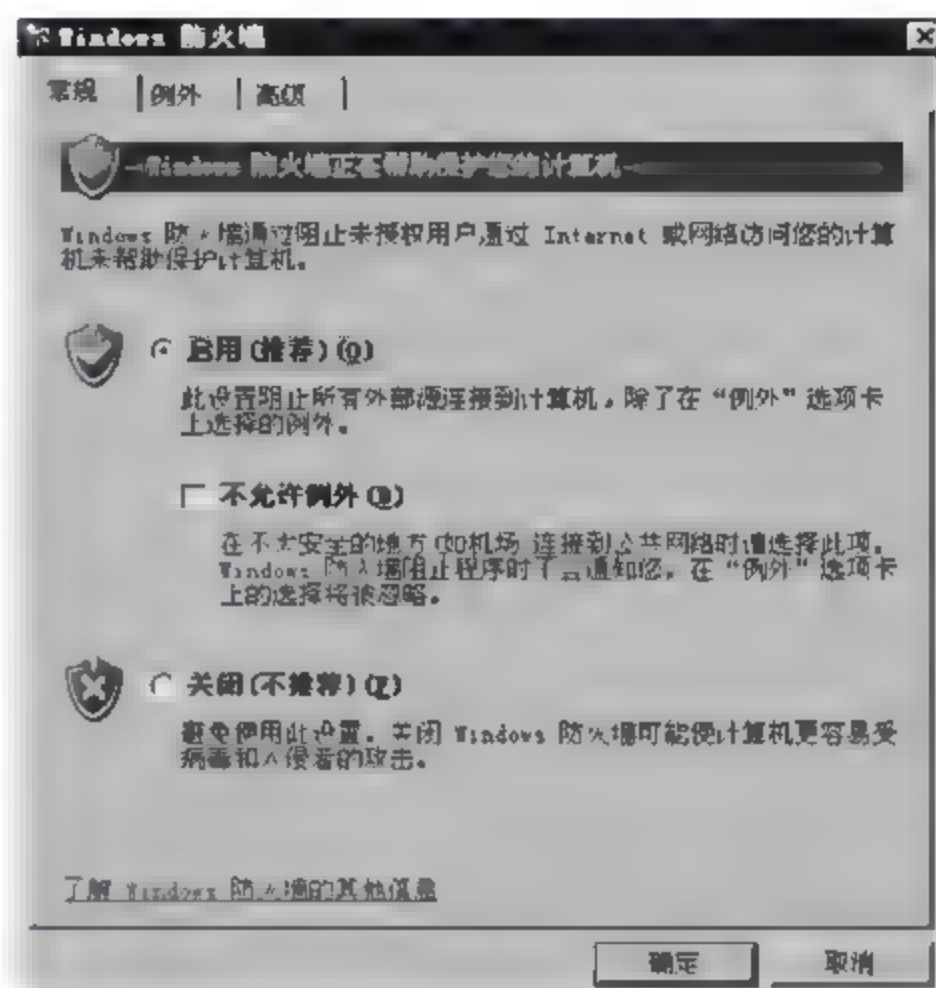 Windows 防火墙
常规 例外 高级
Windows 防火墙正在帮助保护您的计算机
Windows 防火墙通过阻止未授权用户通过 Internet 或网络访问您的计算
机来帮助保护计算机。
启用(推荐)(O)
此设置阻止所有外部源连接到计算机,除了在“例外”选项卡
上选择的例外。
不允许例外(D)
在不太安全的地方(如机场)连接到公共网络时请选择此项。
Windows 防火墙阻止程序时不会通知您。在“例外”选项卡
上的选择将被忽略。
关闭(不推荐)(F)
避免使用此设置。关闭 Windows 防火墙可能使计算机更容易受
病毒和入侵者的攻击。
了解 Windows 防火墙的其他信息
确定 取消